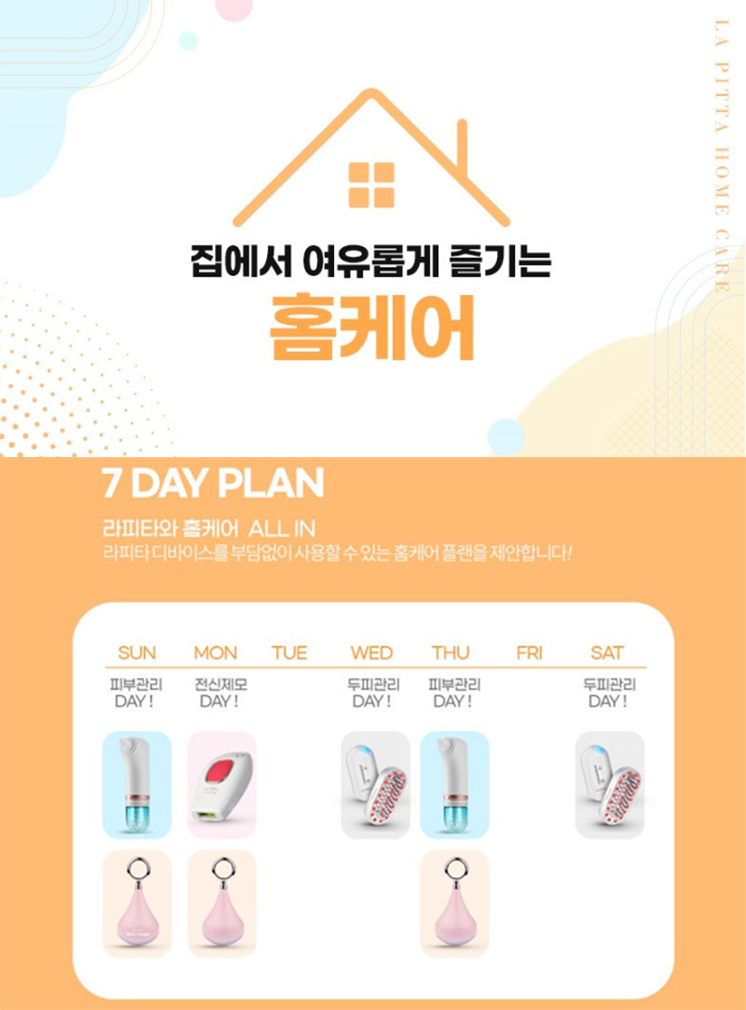 LA PITTA HOME CARE
집에서 여유롭게 즐기는
홈케어
7 DAY PLAN
라피타와 홈케어 ALL IN
라피타 디바이스를 부담없이 사용할 수 있는 홈케어 플랜을 제안합니다!
SUN MON TUE WED THU FRI SAT
피부관리 전신제모 두피관리 피부관리 두피관리
DAY! DAY! DAY! DAY! DAY!